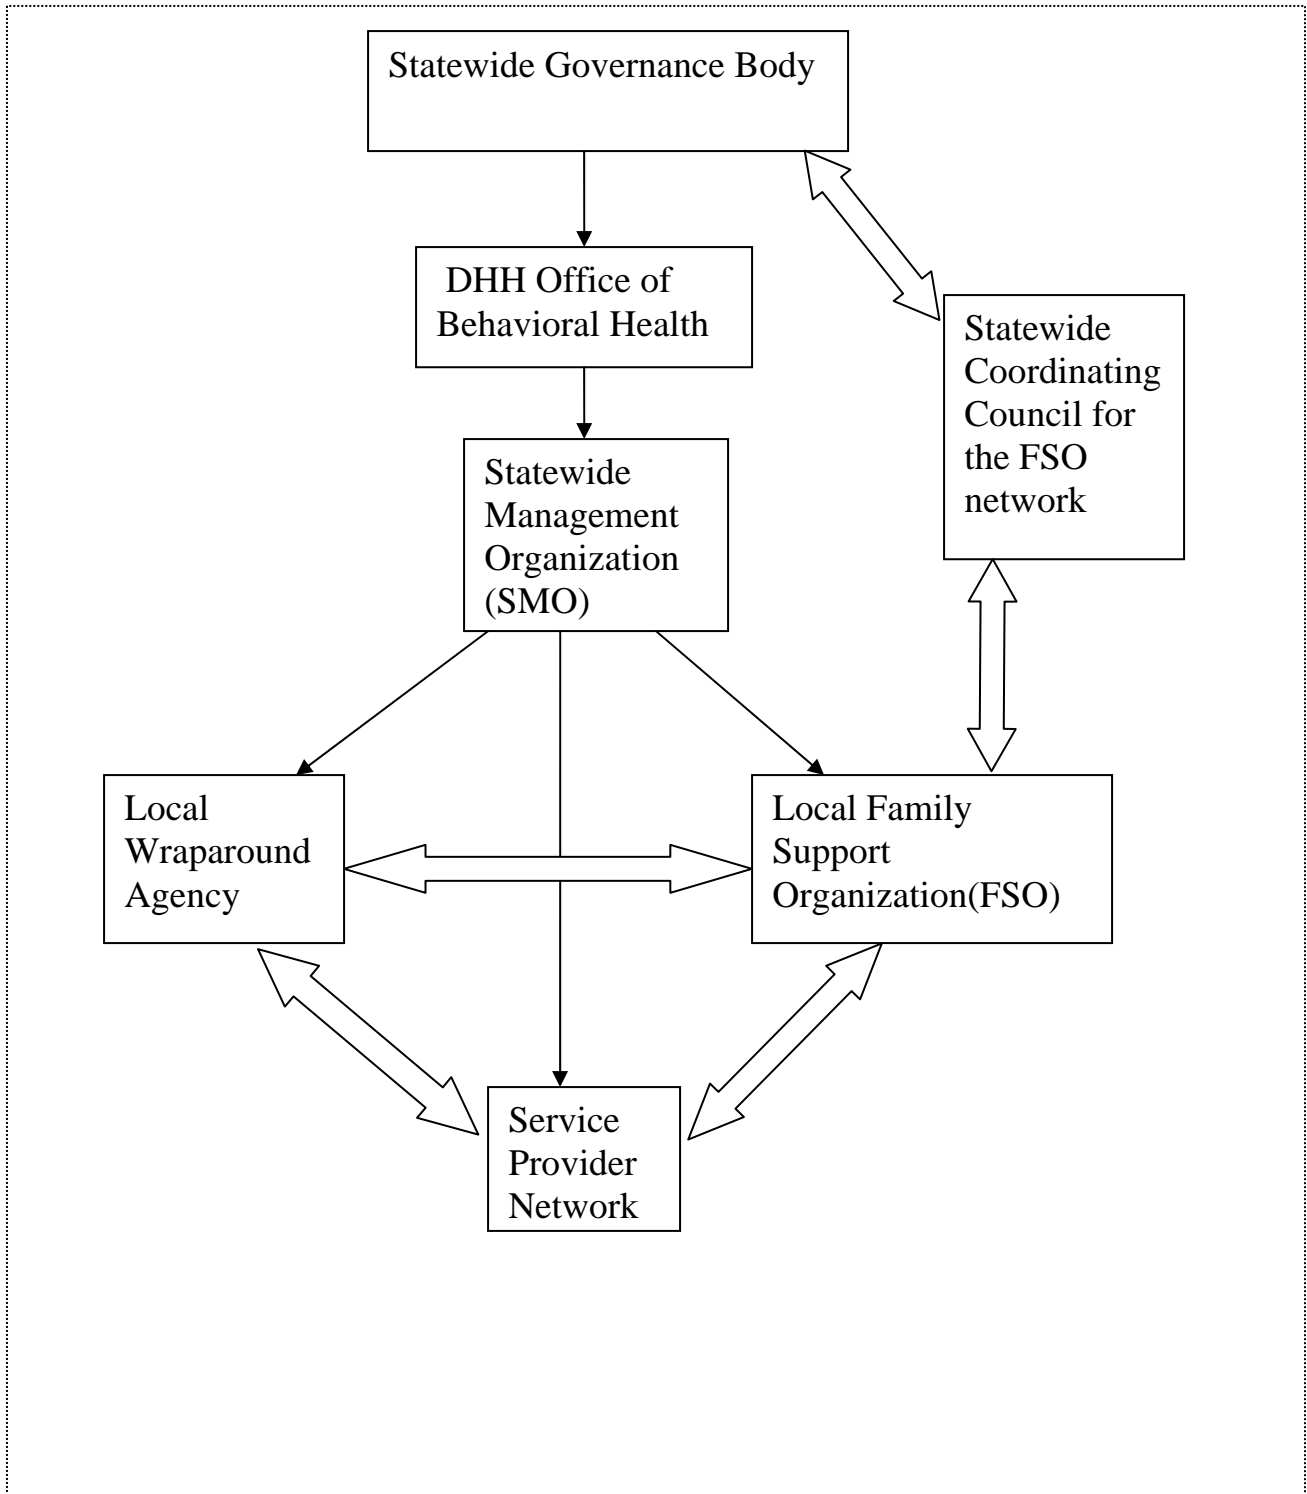 Statewide Governance Body
DHH Office of
Behavioral Health
Statewide
Coordinating
Council for
the FSO
network
Statewide
Management
Organization
(SMO)
Local
Wraparound
Agency
Local Family
Support
Organization(FSO)
Service
Provider
Network